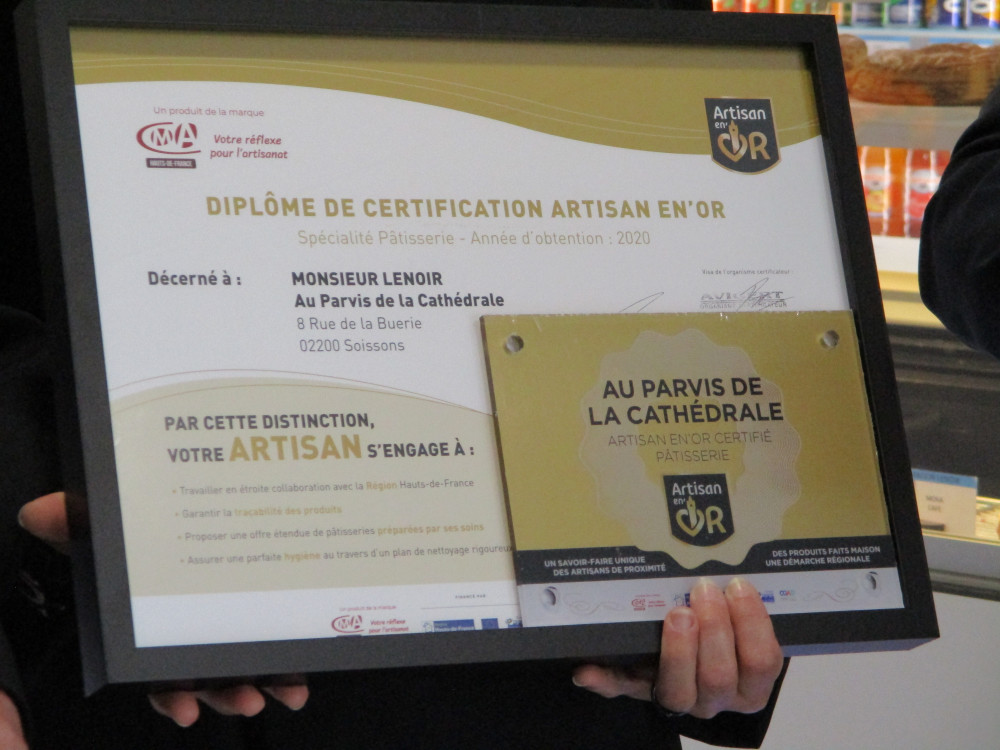 Un produit de la marque
CMA
HAUTS-DE-FRANCE
Votre réflexe
pour l'artisanat
Artisan
en'
OR
DIPLÔME DE CERTIFICATION ARTISAN EN'OR
Spécialité Pâtisserie - Année d'obtention : 2020
Décerné à :
MONSIEUR LENOIR
Au Parvis de la Cathédrale
8 Rue de la Buerie
02200 Soissons
Visa de l'organisme certificateur
PAR CETTE DISTINCTION,
VOTRE ARTISAN S'ENGAGE À :
• Travailler en étroite collaboration avec la Région Hauts-de-France
• Garantir la traçabilité des produits
• Proposer une offre étendue de pâtisseries préparées par ses soins
• Assurer une parfaite hygiène au travers d'un plan de nettoyage rigoureux
Un produit de la marque
CMA
Votre réflexe
pour l'artisanat
FINANCÉ PAR
AU PARVIS DE
LA CATHÉDRALE
ARTISAN EN'OR CERTIFIÉ
PÂTISSERIE
Artisan
en'
OR
UN SAVOIR-FAIRE UNIQUE
DES ARTISANS DE PROXIMITÉ
DES PRODUITS FAITS MAISON
UNE DÉMARCHE RÉGIONALE